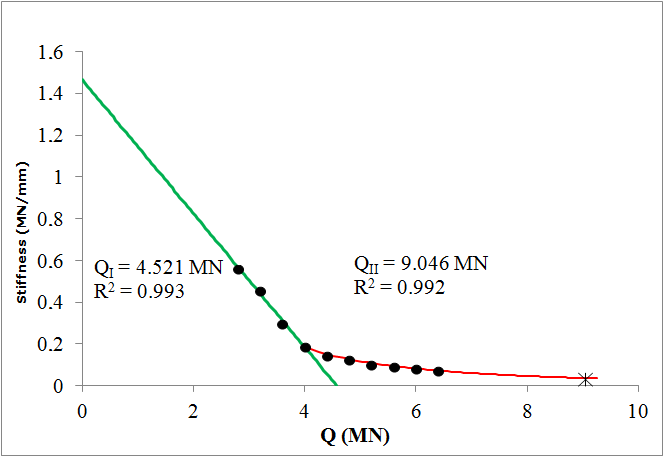 1.6
1.4
1.2
1
0.8
0.6
0.4
0.2
0
Stiffness (MN/mm)
Q_I = 4.521 MN
R² = 0.993
Q_II = 9.046 MN
R² = 0.992
0 2 4 6 8 10
Q (MN)